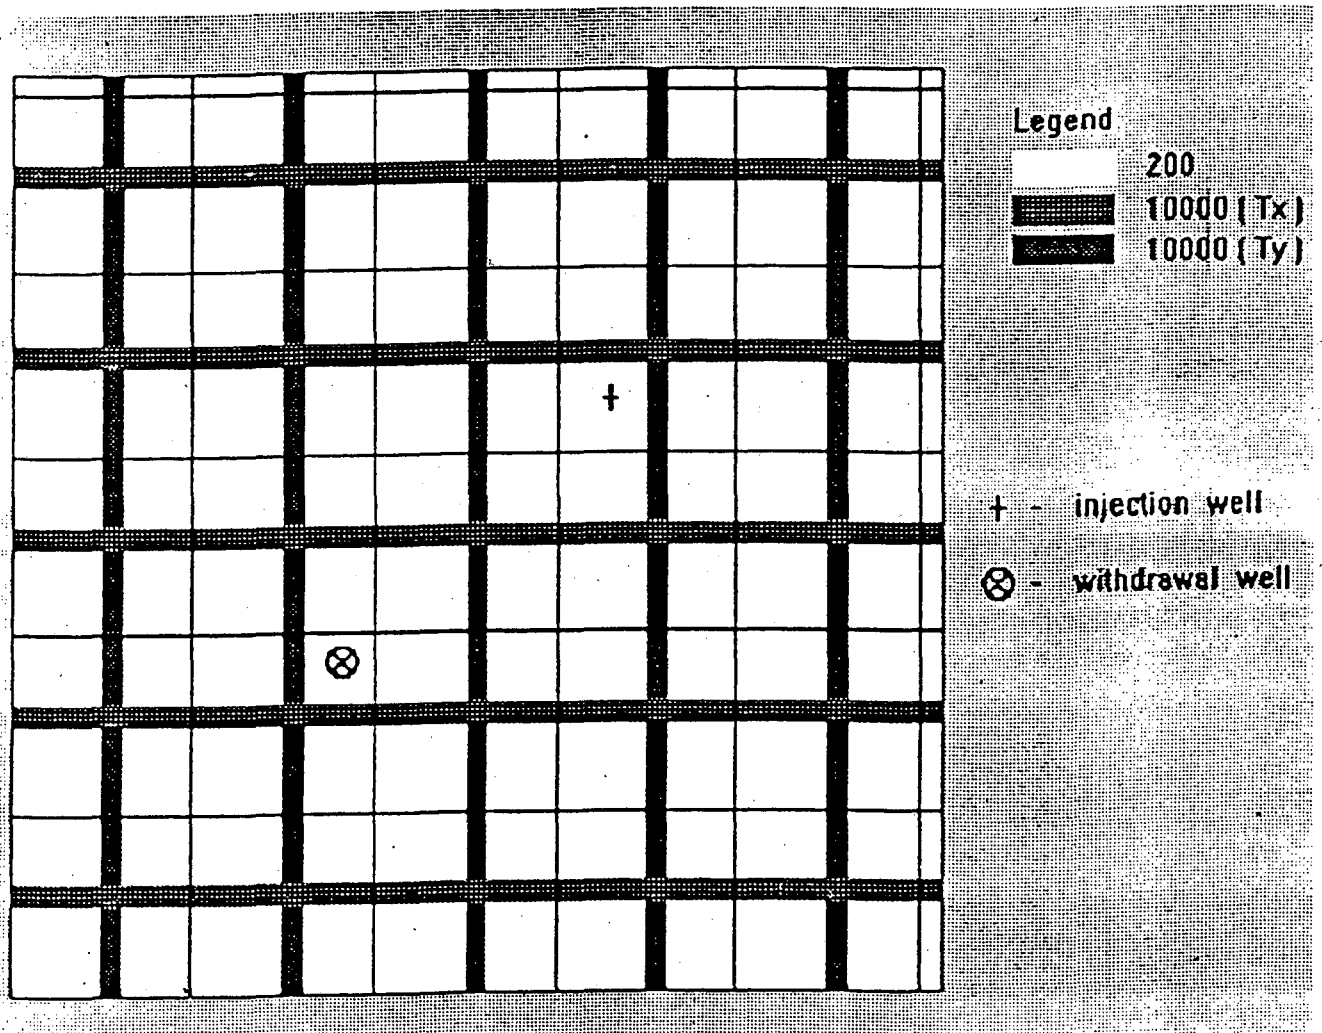 Legend
200
10000 ( Tx )
10000 ( Ty )
+ - injection well
⊗ - withdrawal well